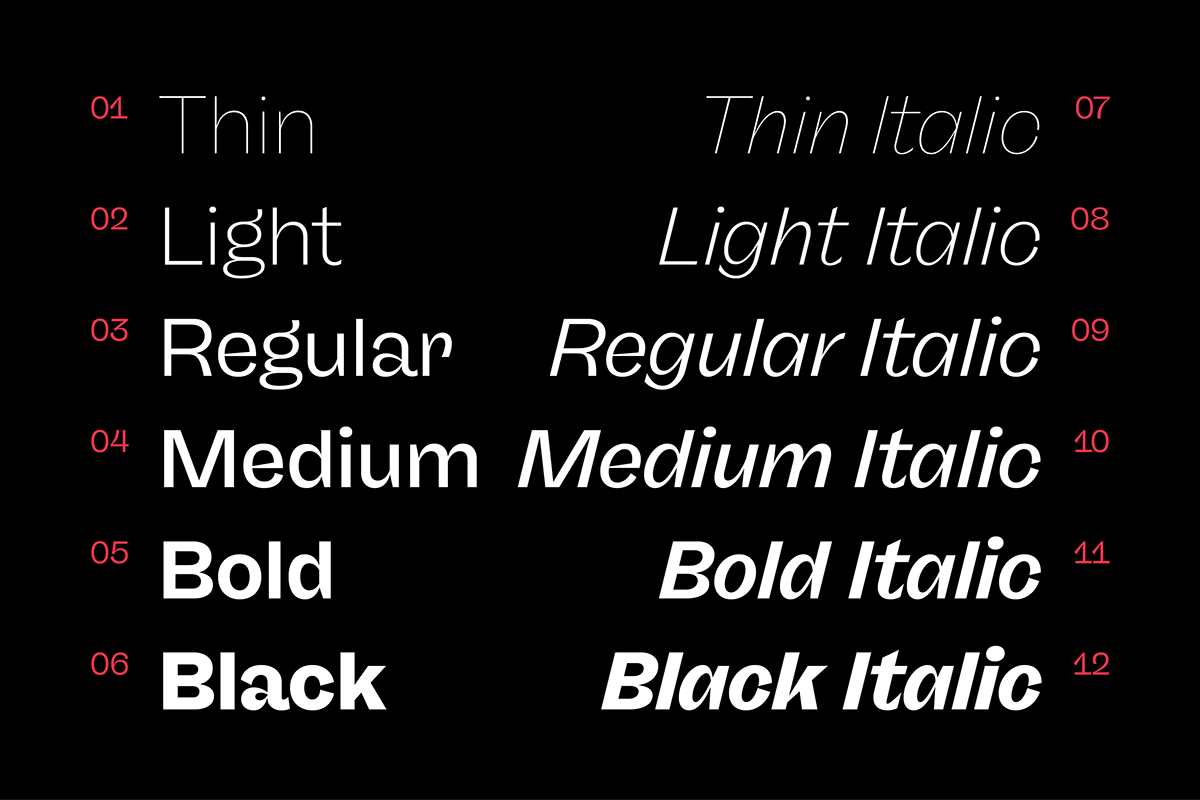 01 Thin Thin Italic 07
02 Light Light Italic 08
03 Regular Regular Italic 09
04 Medium Medium Italic 10
05 Bold Bold Italic 11
06 Black Black Italic 12